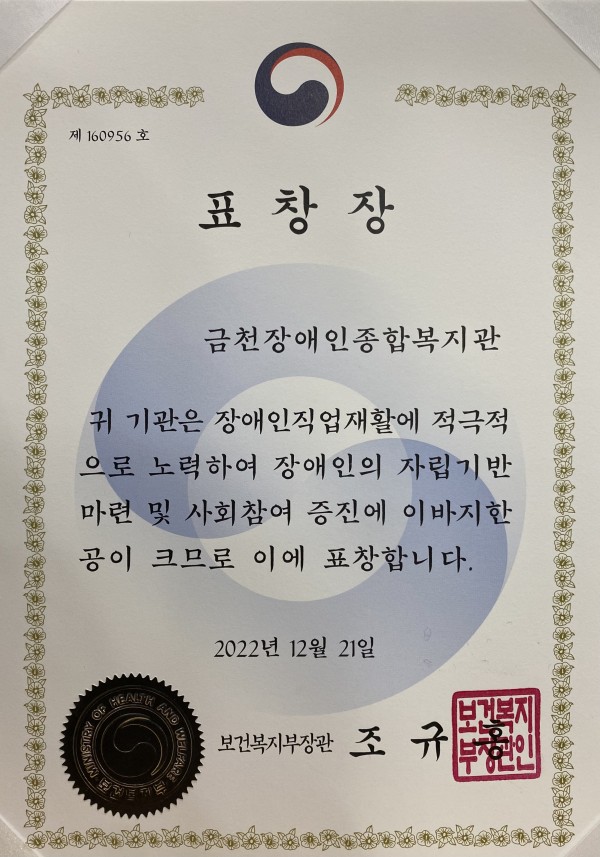 제 160956 호
표 창 장
금천장애인종합복지관
귀 기관은 장애인직업재활에 적극적
으로 노력하여 장애인의 자립기반
마련 및 사회참여 증진에 이바지한
공이 크므로 이에 표창합니다.
2022년 12월 21일
보건복지부장관 조 규 홍
보건복지
부장관인
MINISTRY OF HEALTH AND WELFARE